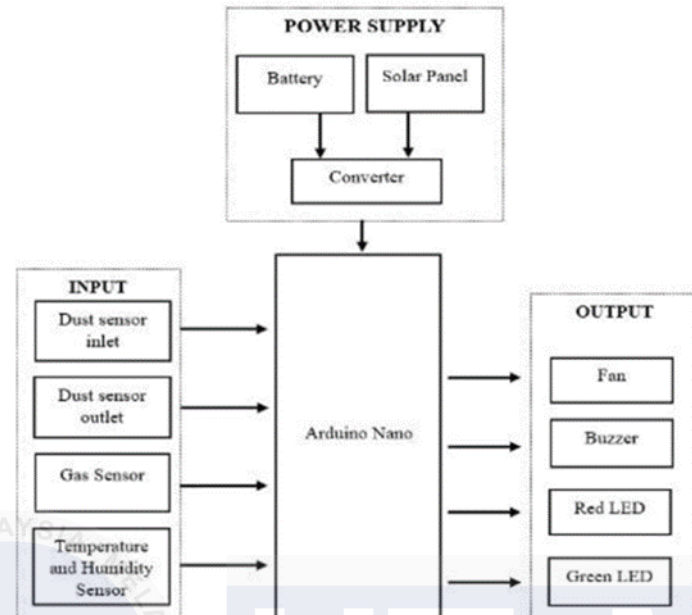 POWER SUPPLY
Battery
Solar Panel
Converter
INPUT
Dust sensor
inlet
Dust sensor
outlet
Gas Sensor
Temperature
and Humidity
Sensor
Arduino Nano
OUTPUT
Fan
Buzzer
Red LED
Green LED